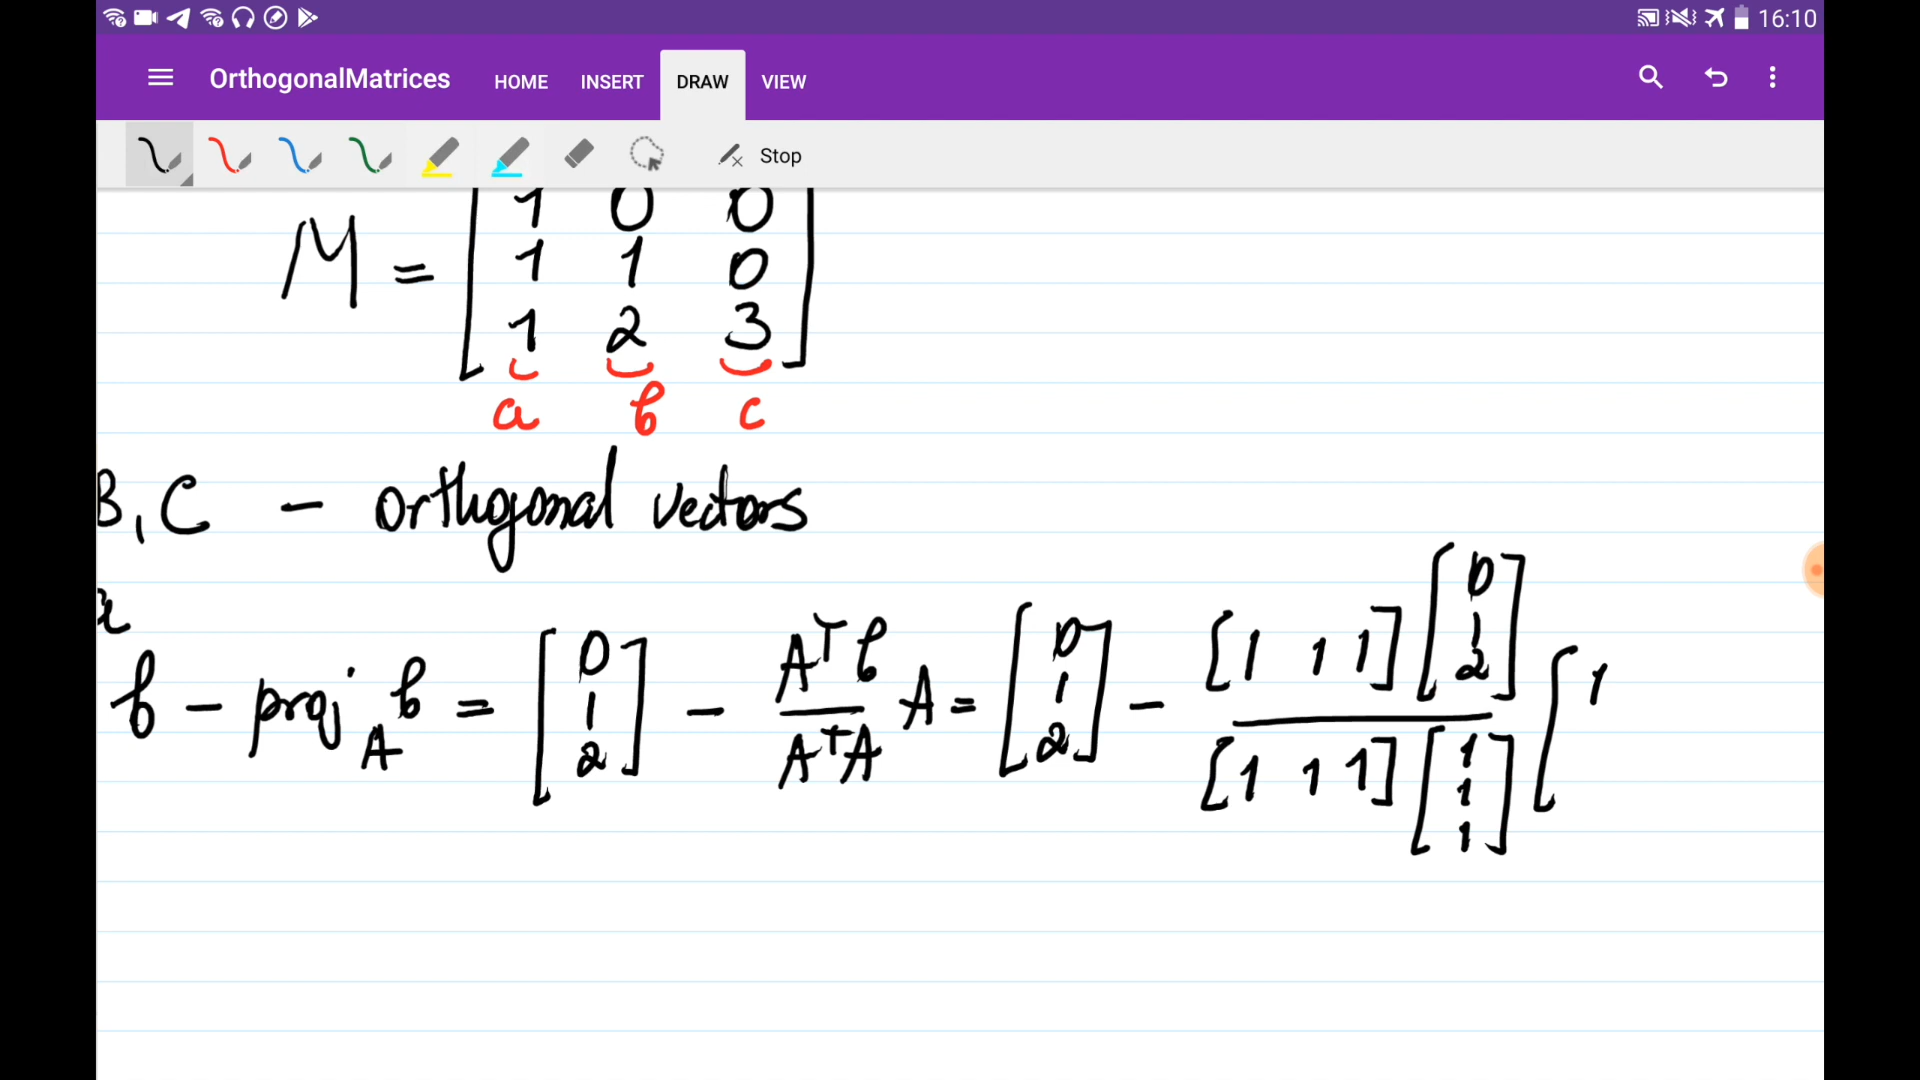 16:10
OrthogonalMatrices HOME INSERT DRAW VIEW
Stop
M = [1 0 0
1 1 0
1 2 3]
a b c
B, C - orthogonal vectors
b - proj_A b = [0 1 2] - Aᵀb / AᵀA A = [0 1 2] - [1 1 1][0 1 2] / [1 1 1][1 1 1] [1